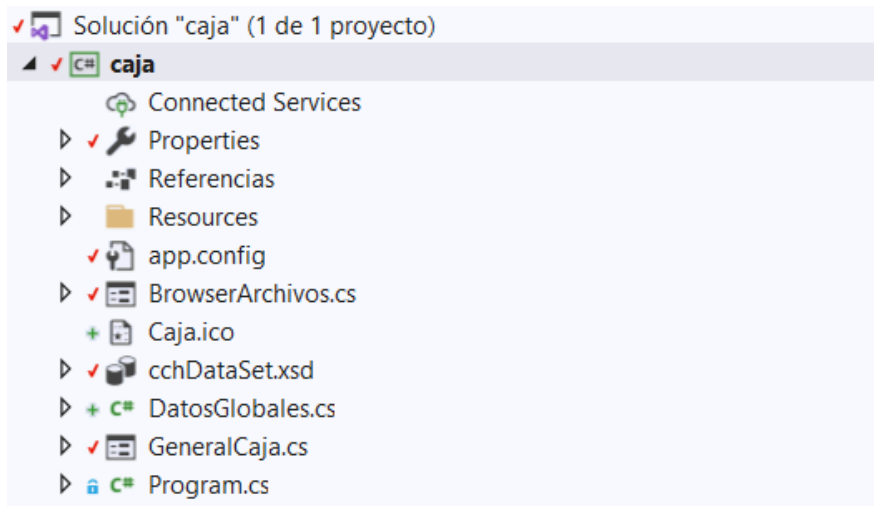 Solución "caja" (1 de 1 proyecto)
C# caja
Connected Services
Properties
Referencias
Resources
app.config
BrowserArchivos.cs
Caja.ico
cchDataSet.xsd
C# DatosGlobales.cs
GeneralCaja.cs
C# Program.cs